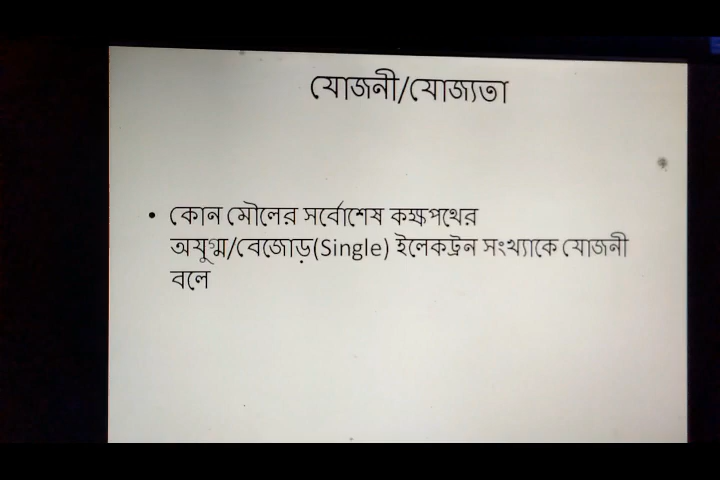 যোজনী/যোজ্যতা
• কোন মৌলের সর্বোশেষ কক্ষপথের
অযুগ্ম/বেজোড়(Single) ইলেকট্রন সংখ্যাকে যোজনী
বলে